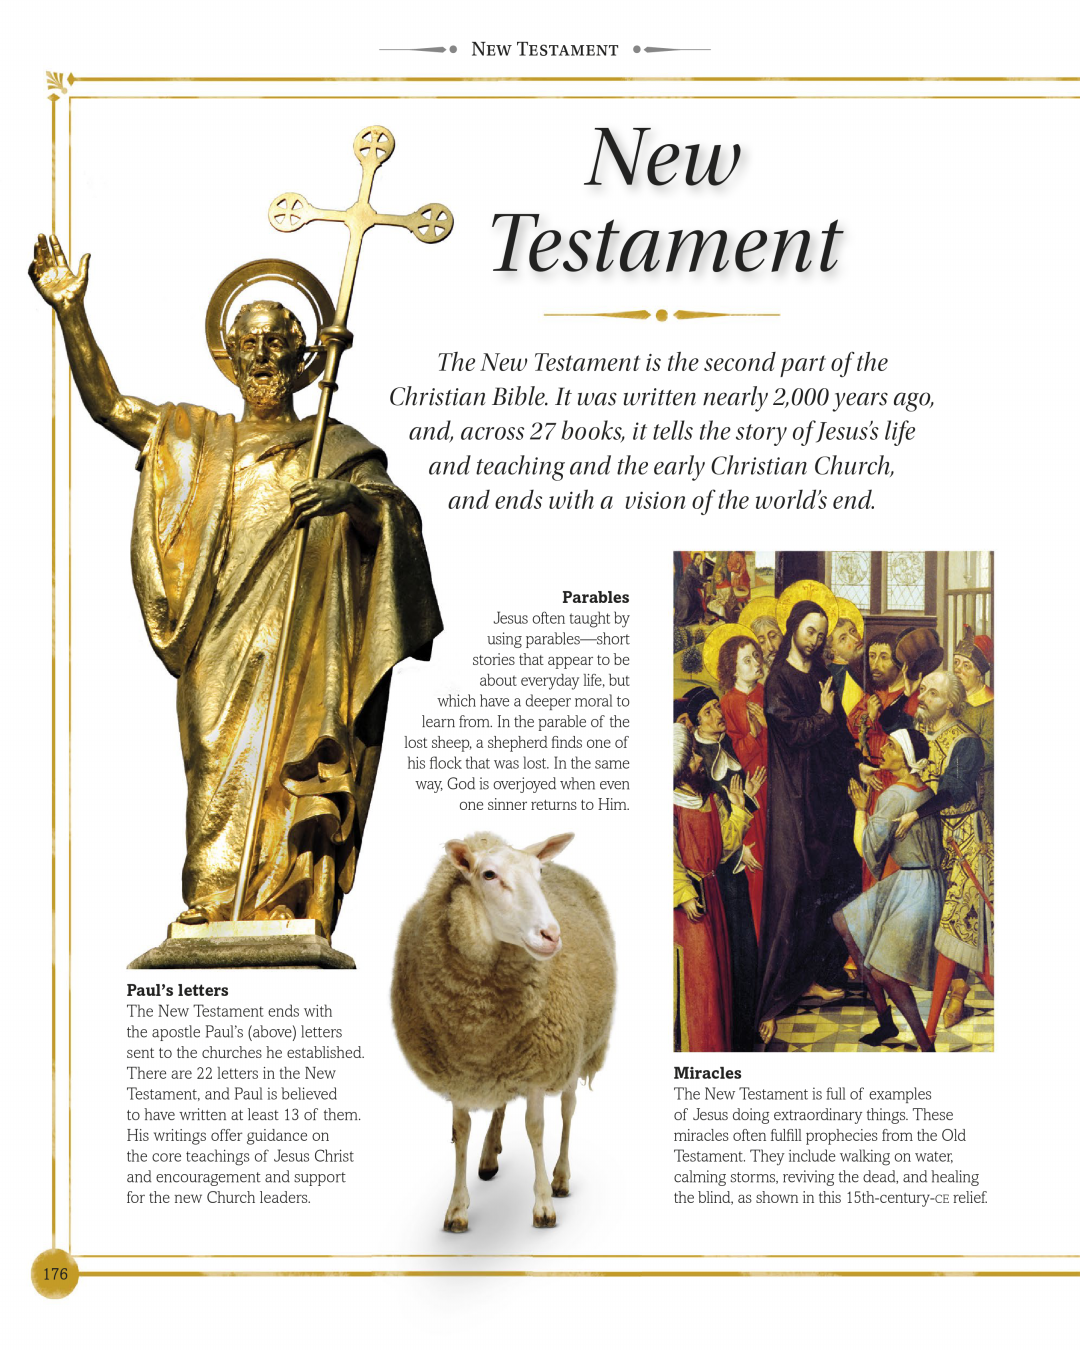 New Testament
New
Testament
The New Testament is the second part of the
Christian Bible. It was written nearly 2,000 years ago,
and, across 27 books, it tells the story of Jesus’s life
and teaching and the early Christian Church,
and ends with a vision of the world’s end.
Parables
Jesus often taught by
using parables—short
stories that appear to be
about everyday life, but
which have a deeper moral to
learn from. In the parable of the
lost sheep, a shepherd finds one of
his flock that was lost. In the same
way, God is overjoyed when even
one sinner returns to Him.
Paul’s letters
The New Testament ends with
the apostle Paul’s (above) letters
sent to the churches he established.
There are 22 letters in the New
Testament, and Paul is believed
to have written at least 13 of them.
His writings offer guidance on
the core teachings of Jesus Christ
and encouragement and support
for the new Church leaders.
Miracles
The New Testament is full of examples
of Jesus doing extraordinary things. These
miracles often fulfill prophecies from the Old
Testament. They include walking on water,
calming storms, reviving the dead, and healing
the blind, as shown in this 15th-century-CE relief.
176